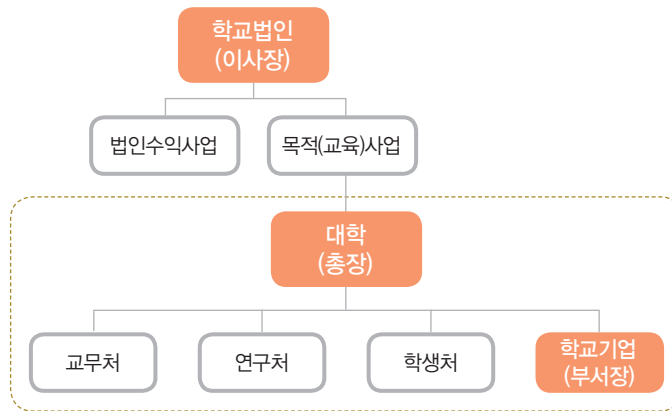 학교법인
(이사장)
법인수익사업
목적(교육)사업
대학
(총장)
교무처
연구처
학생처
학교기업
(부서장)